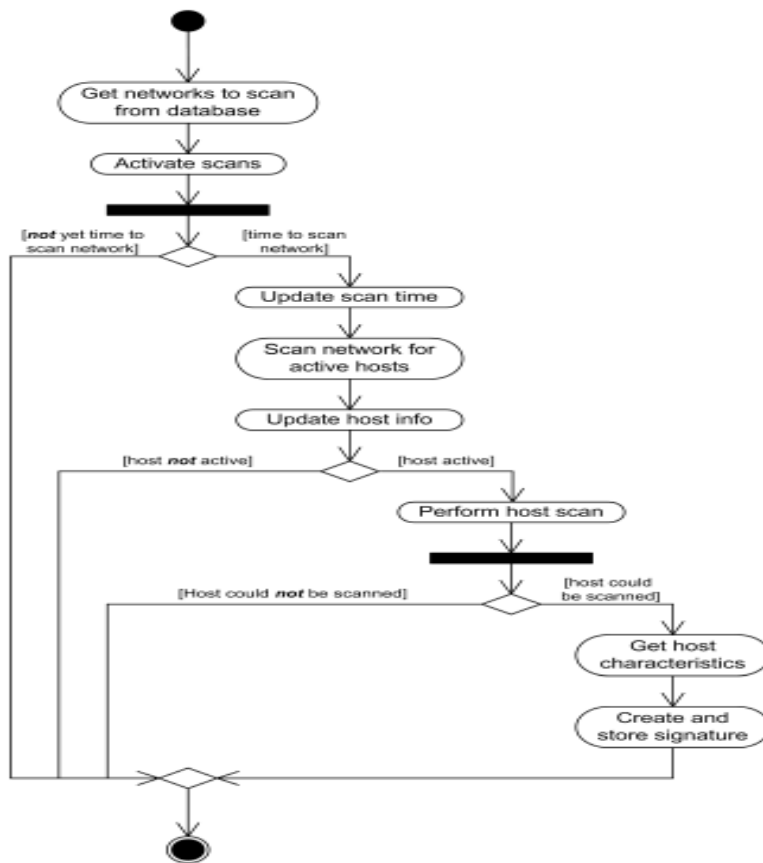 Get networks to scan
from database
Activate scans
[not yet time to
scan network]
[time to scan
network]
Update scan time
Scan network for
active hosts
Update host info
[host not active]
[host active]
Perform host scan
[Host could not be scanned]
[host could
be scanned]
Get host
characteristics
Create and
store signature